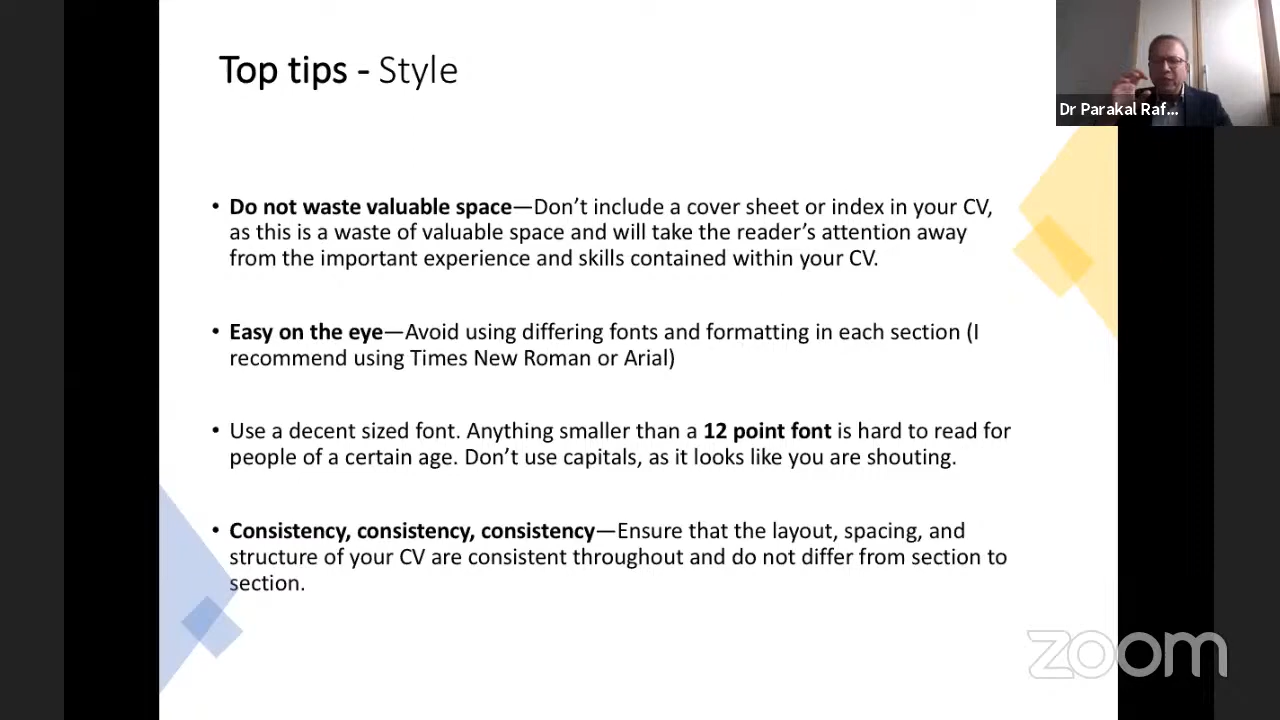 Top tips - Style
Dr Parakal Raf...
• Do not waste valuable space—Don’t include a cover sheet or index in your CV,
as this is a waste of valuable space and will take the reader’s attention away
from the important experience and skills contained within your CV.
• Easy on the eye—Avoid using differing fonts and formatting in each section (I
recommend using Times New Roman or Arial)
• Use a decent sized font. Anything smaller than a 12 point font is hard to read for
people of a certain age. Don’t use capitals, as it looks like you are shouting.
• Consistency, consistency, consistency—Ensure that the layout, spacing, and
structure of your CV are consistent throughout and do not differ from section to
section.
zoom